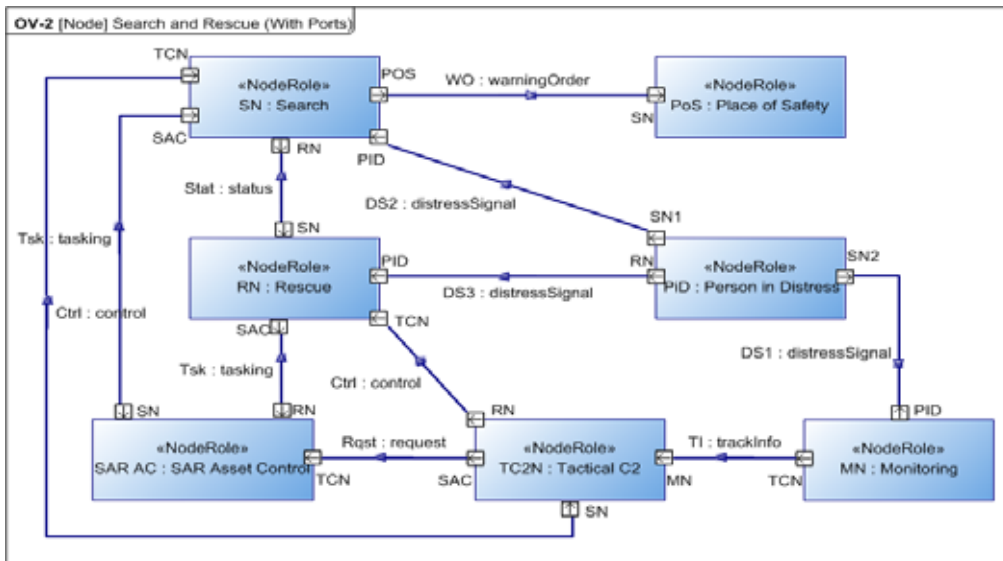 OV-2 [Node] Search and Rescue (With Ports)
TCN
«NodeRole»
SN : Search
POS
WO : warningOrder
SN
«NodeRole»
PoS : Place of Safety
SAC
RN
PID
Stat : status
DS2 : distressSignal
SN1
Tsk : tasking
SN
«NodeRole»
RN : Rescue
PID
DS3 : distressSignal
RN
«NodeRole»
PiD : Person in Distress
SN2
Ctrl : control
SAC
TCN
Tsk : tasking
Ctrl : control
DS1 : distressSignal
SN
RN
RN
PID
«NodeRole»
SAR AC : SAR Asset Control
TCN
Rqst : request
SAC
«NodeRole»
TC2N : Tactical C2
MN
TI : trackInfo
TCN
«NodeRole»
MN : Monitoring
SN